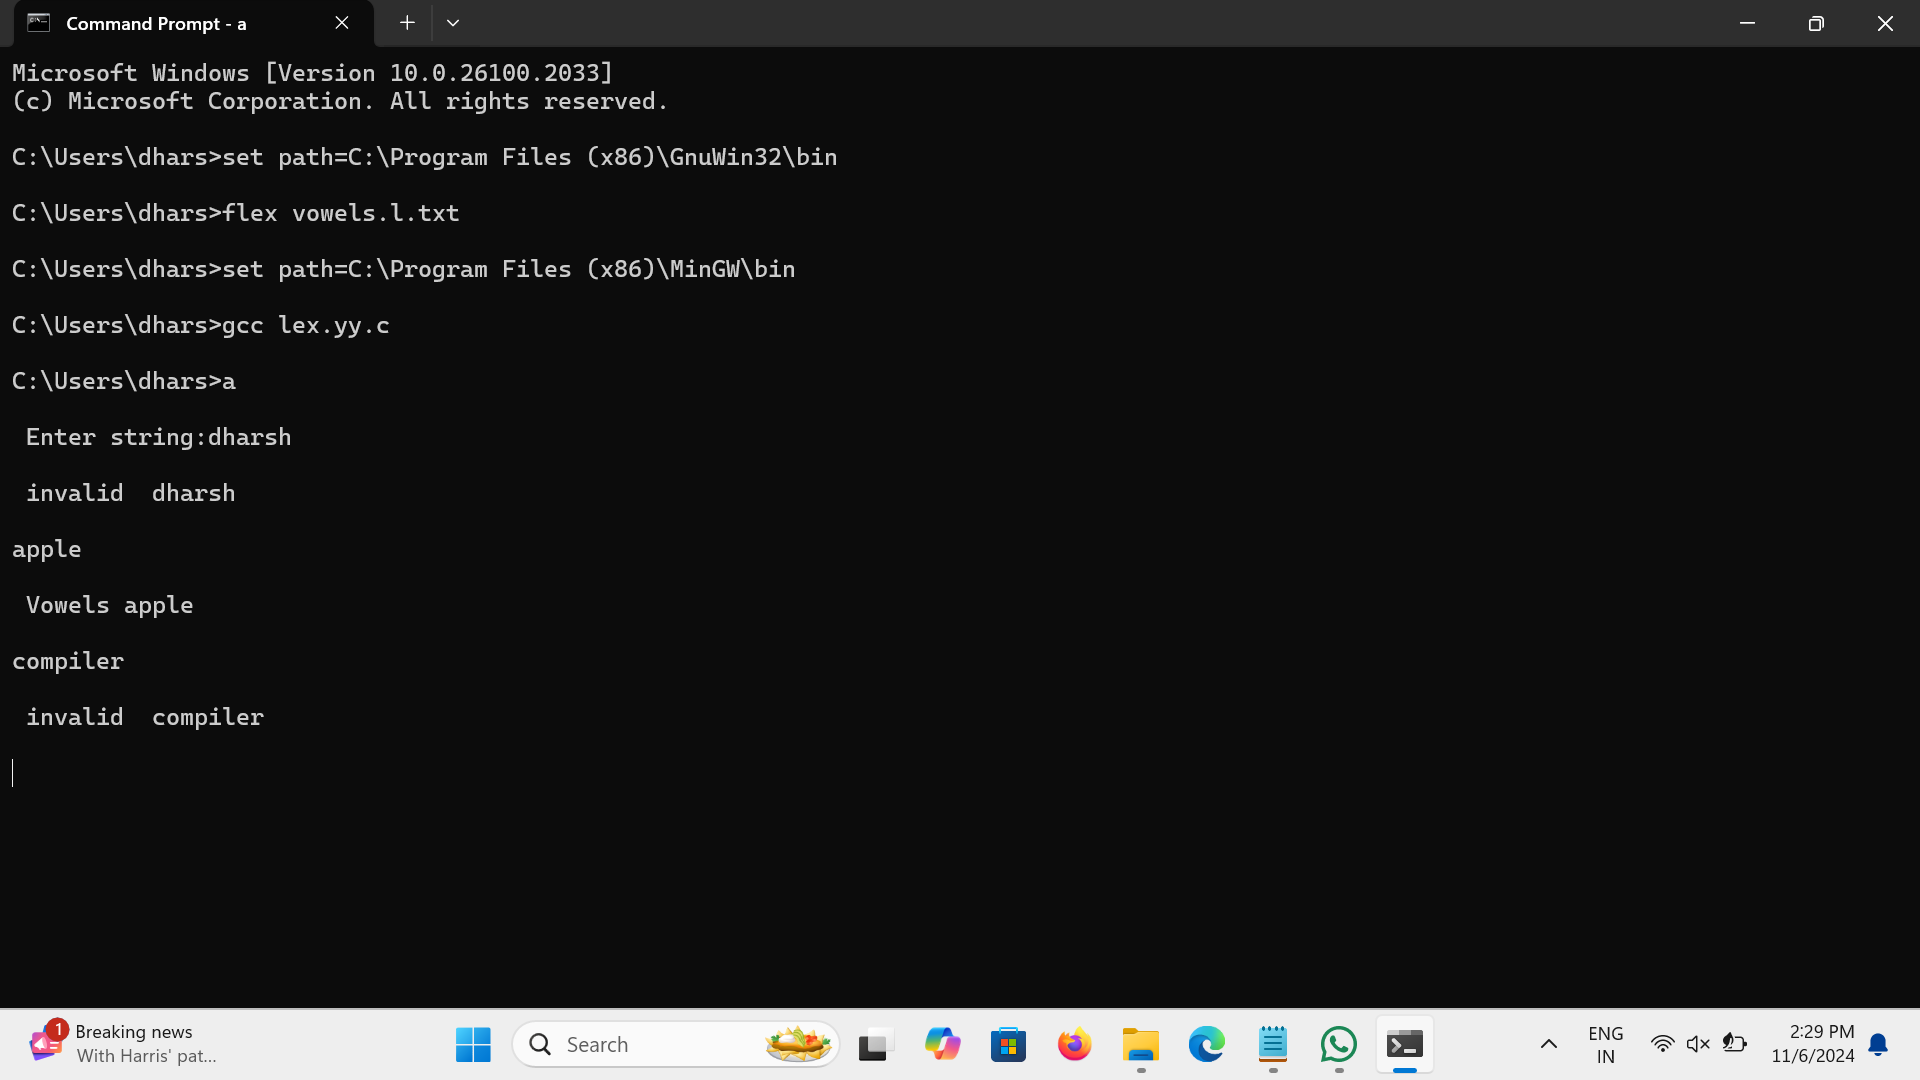 Command Prompt - a
Microsoft Windows [Version 10.0.26100.2033]
(c) Microsoft Corporation. All rights reserved.
C:\Users\dhars>set path=C:\Program Files (x86)\GnuWin32\bin
C:\Users\dhars>flex vowels.l.txt
C:\Users\dhars>set path=C:\Program Files (x86)\MinGW\bin
C:\Users\dhars>gcc lex.yy.c
C:\Users\dhars>a
Enter string:dharsh
invalid  dharsh
apple
Vowels apple
compiler
invalid  compiler
1
Breaking news
With Harris' pat...
Search
ENG
IN
2:29 PM
11/6/2024